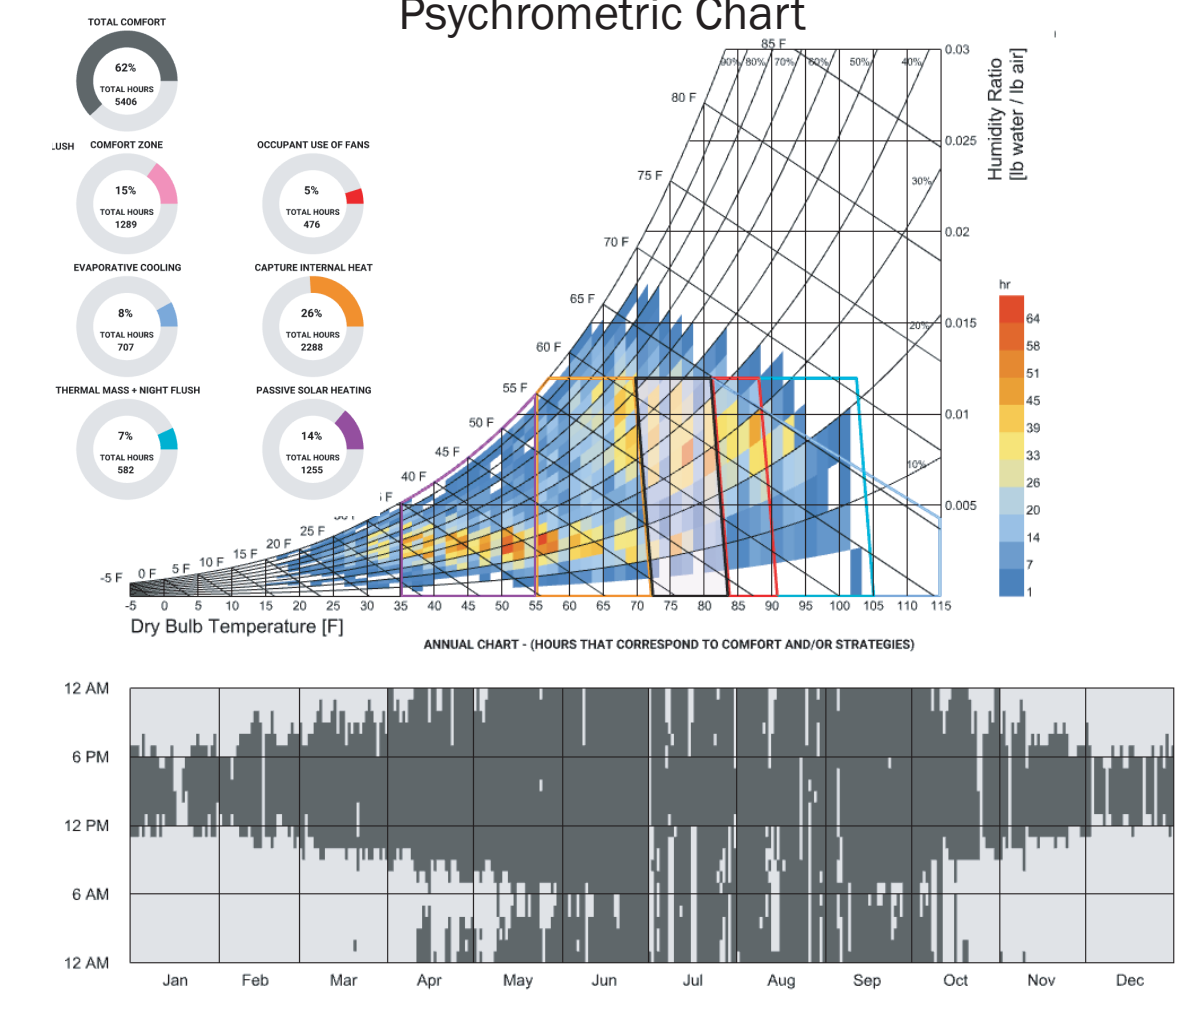 Psychrometric Chart
TOTAL COMFORT
62%
TOTAL HOURS
5406
LUSH
COMFORT ZONE
15%
TOTAL HOURS
1289
OCCUPANT USE OF FANS
5%
TOTAL HOURS
476
EVAPORATIVE COOLING
8%
TOTAL HOURS
707
CAPTURE INTERNAL HEAT
26%
TOTAL HOURS
2288
THERMAL MASS + NIGHT FLUSH
7%
TOTAL HOURS
582
PASSIVE SOLAR HEATING
14%
TOTAL HOURS
1255
85 F
90% 80% 70% 60% 50% 40%
80 F
75 F
30%
70 F
65 F
20%
60 F
55 F
50 F
45 F
10%
40 F
25 F
20 F
15 F
10 F
5 F
0 F
-5 F
0.03
0.025
0.02
0.015
0.01
0.005
Humidity Ratio
[lb water / lb air]
hr
64
58
51
45
39
33
26
20
14
7
1
-5 0 5 10 15 20 25 30 35 40 45 50 55 60 65 70 75 80 85 90 95 100 105 110 115
Dry Bulb Temperature [F]
ANNUAL CHART - (HOURS THAT CORRESPOND TO COMFORT AND/OR STRATEGIES)
12 AM
6 PM
12 PM
6 AM
12 AM
Jan Feb Mar Apr May Jun Jul Aug Sep Oct Nov Dec